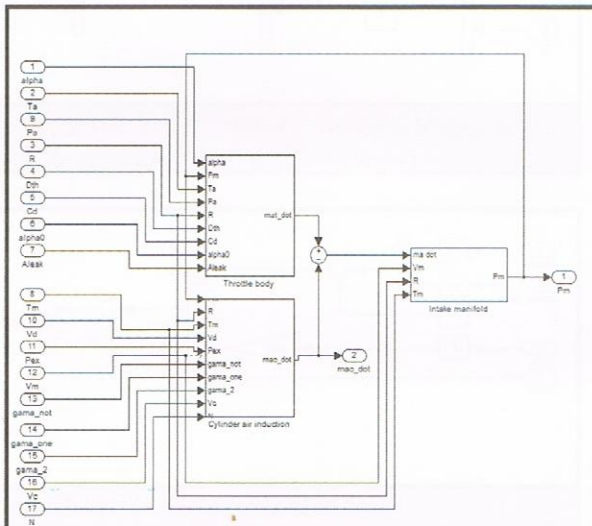 1
alpha
2
Ta
9
Pa
3
R
4
Dth
5
Cd
6
alpha0
7
Aleak
8
Tm
10
Vd
11
Pex
12
Vm
13
gama_not
14
gama_one
15
gama_2
16
Vc
17
N
alpha
Pm
Ta
Pa
R
Dth
Cd
alpha0
Aleak
mat_dot
Throttle body
R
Tm
Vd
Pex
gama_not
gama_one
gama_2
Vc
N
mao_dot
Cylinder air induction
2
mao_dot
ma dot
Vm
R
Tm
Pm
Intake manifold
1
Pm